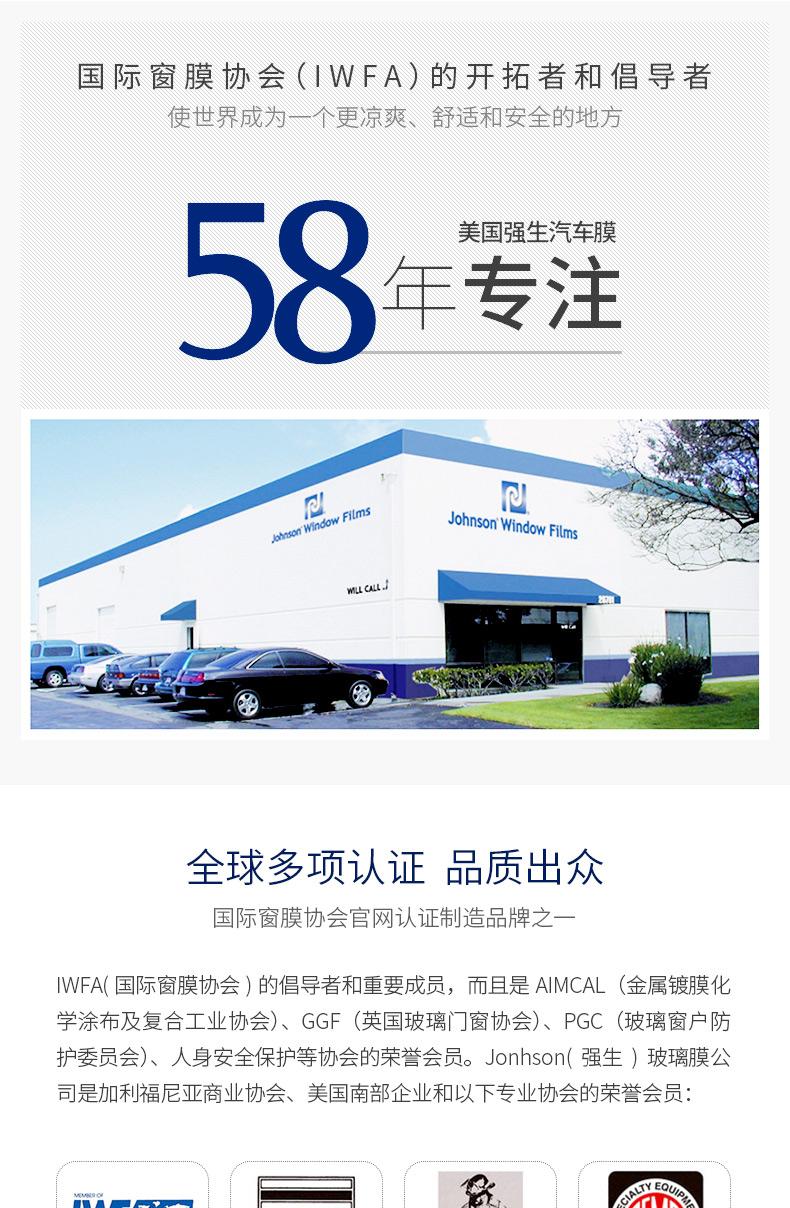 国际窗膜协会(IWFA)的开拓者和倡导者
使世界成为一个更凉爽、舒适和安全的地方
美国强生汽车膜
58年专注
Johnson Window Films
Johnson Window Films
WILL CALL
全球多项认证 品质出众
国际窗膜协会官网认证制造品牌之一
IWFA( 国际窗膜协会 ) 的倡导者和重要成员，而且是 AIMCAL（金属镀膜化
学涂布及复合工业协会）、GGF（英国玻璃门窗协会）、PGC（玻璃窗户防
护委员会）、人身安全保护等协会的荣誉会员。Jonhson( 强生 ) 玻璃膜公
司是加利福尼亚商业协会、美国南部企业和以下专业协会的荣誉会员：
MEMBER OF